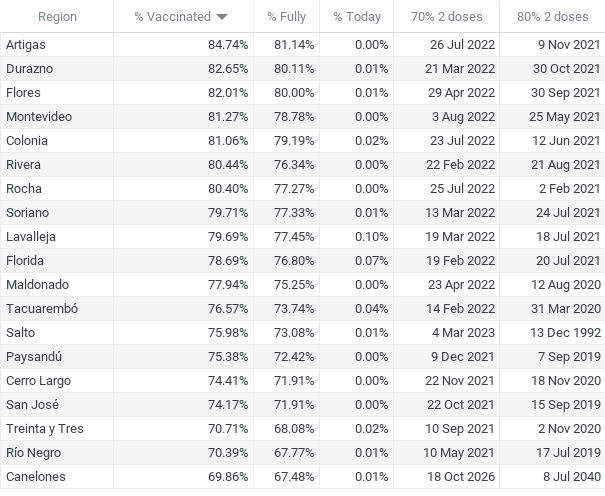 Region % Vaccinated % Fully % Today 70% 2 doses 80% 2 doses
Artigas 84.74% 81.14% 0.00% 26 Jul 2022 9 Nov 2021
Durazno 82.65% 80.11% 0.01% 21 Mar 2022 30 Oct 2021
Flores 82.01% 80.00% 0.01% 29 Apr 2022 30 Sep 2021
Montevideo 81.27% 78.78% 0.00% 3 Aug 2022 25 May 2021
Colonia 81.06% 79.19% 0.02% 23 Jul 2022 12 Jun 2021
Rivera 80.44% 76.34% 0.00% 22 Feb 2022 21 Aug 2021
Rocha 80.40% 77.27% 0.00% 25 Jul 2022 2 Feb 2021
Soriano 79.71% 77.33% 0.01% 13 Mar 2022 24 Jul 2021
Lavalleja 79.69% 77.45% 0.10% 19 Mar 2022 18 Jul 2021
Florida 78.69% 76.80% 0.07% 19 Feb 2022 20 Jul 2021
Maldonado 77.94% 75.25% 0.00% 23 Apr 2022 12 Aug 2020
Tacuarembó 76.57% 73.74% 0.04% 14 Feb 2022 31 Mar 2020
Salto 75.98% 73.08% 0.01% 4 Mar 2023 13 Dec 1992
Paysandú 75.38% 72.42% 0.00% 9 Dec 2021 7 Sep 2019
Cerro Largo 74.41% 71.91% 0.00% 22 Nov 2021 18 Nov 2020
San José 74.17% 71.91% 0.00% 22 Oct 2021 15 Sep 2019
Treinta y Tres 70.71% 68.08% 0.02% 10 Sep 2021 2 Nov 2020
Río Negro 70.39% 67.77% 0.01% 10 May 2021 17 Jul 2019
Canelones 69.86% 67.48% 0.01% 18 Oct 2026 8 Jul 2040